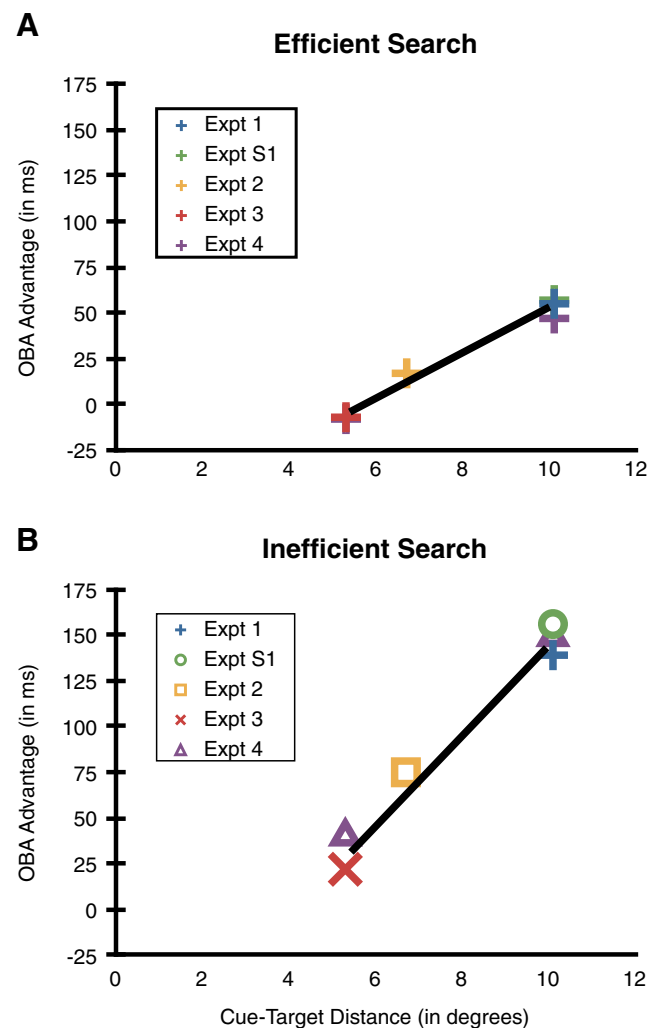 A
Efficient Search
175
150
125
100
75
50
25
0
-25
OBA Advantage (in ms)
Expt 1
Expt S1
Expt 2
Expt 3
Expt 4
0 2 4 6 8 10 12
B
Inefficient Search
175
150
125
100
75
50
25
0
-25
OBA Advantage (in ms)
Expt 1
Expt S1
Expt 2
Expt 3
Expt 4
0 2 4 6 8 10 12
Cue-Target Distance (in degrees)